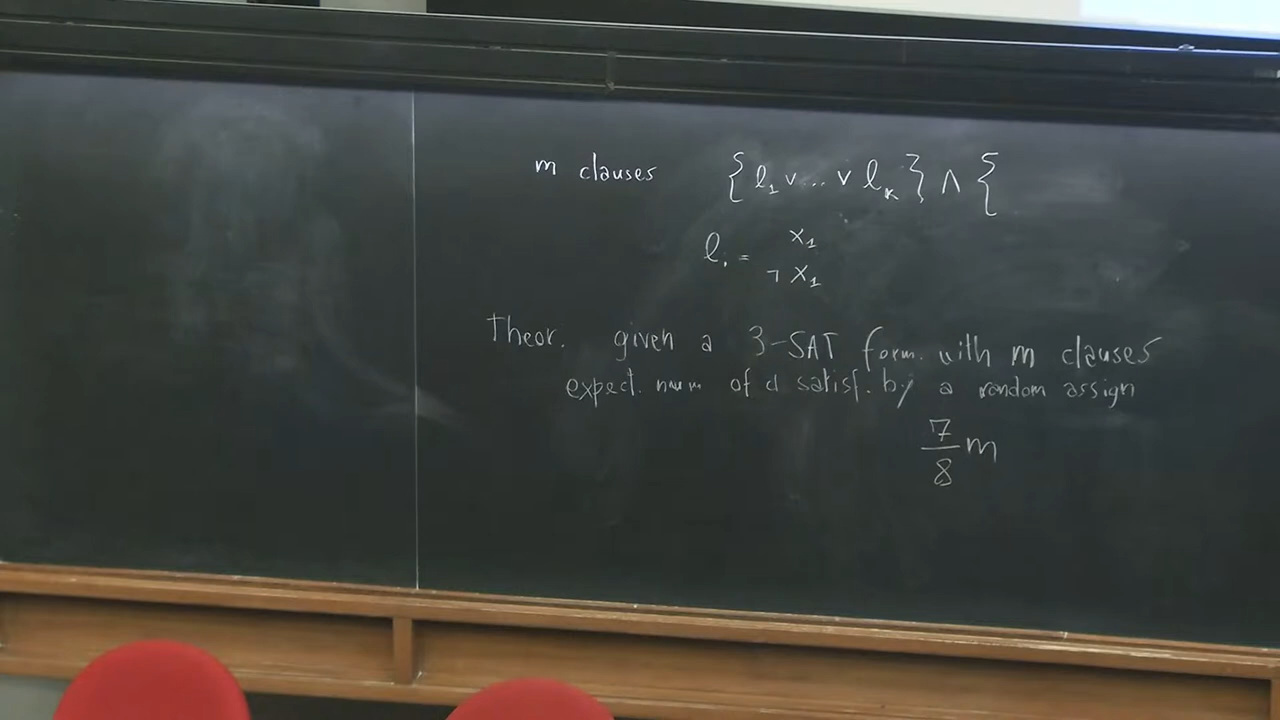 m clauses {l₁ ∨ ... ∨ lₖ} ∧ {
lᵢ = x₁
¬x₁
Theor. given a 3-SAT form. with m clauses
expect. num of cl satisf. by a random assign
7/8 m